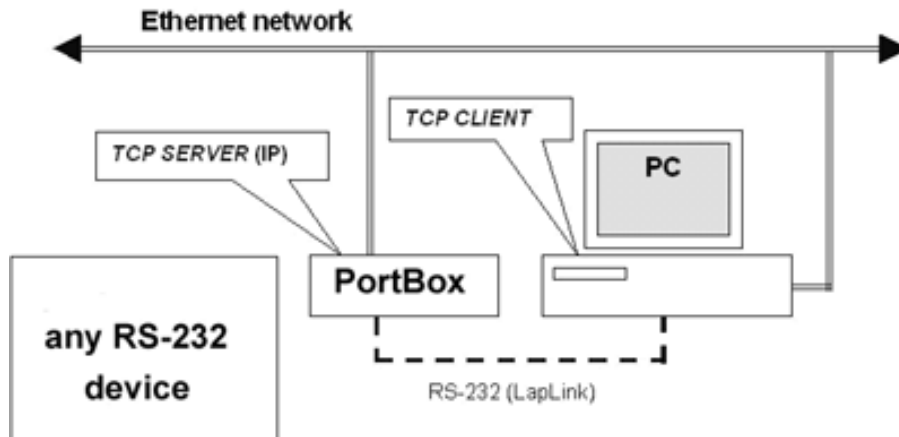 Ethernet network
TCP SERVER (IP)
TCP CLIENT
PC
PortBox
any RS-232
device
RS-232 (LapLink)